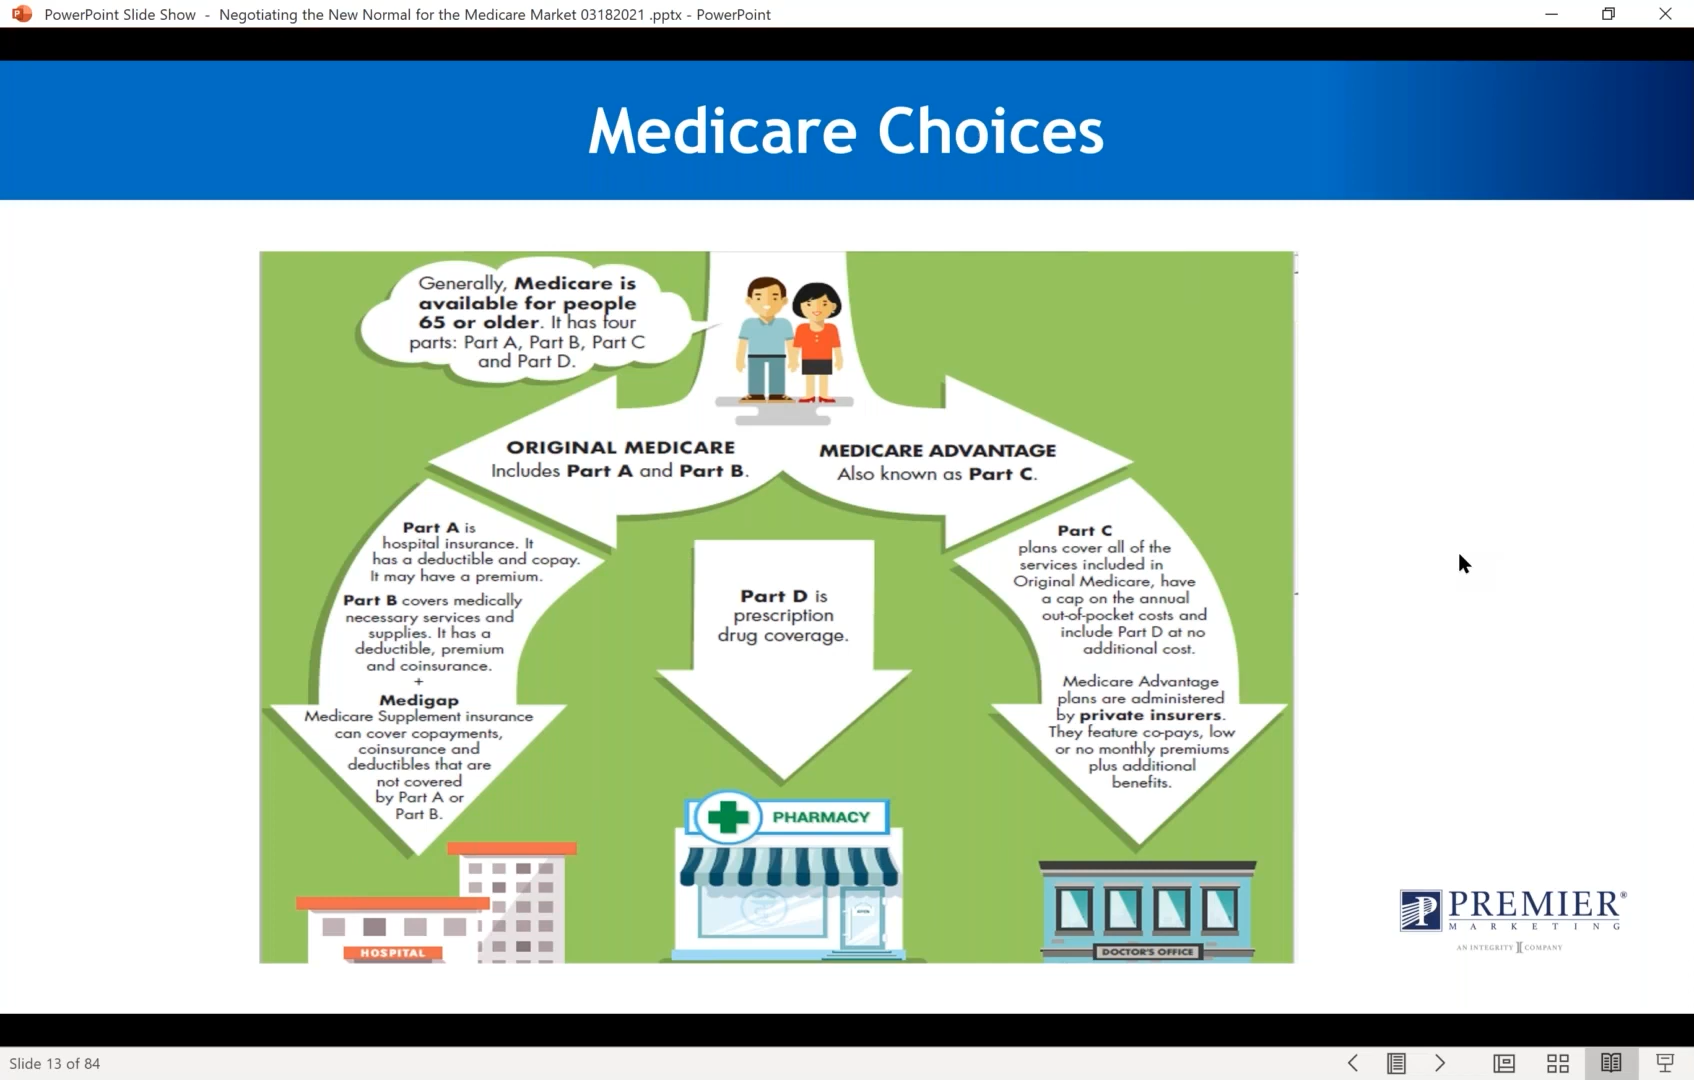 PowerPoint Slide Show - Negotiating the New Normal for the Medicare Market 03182021 .pptx - PowerPoint
Medicare Choices
Generally, Medicare is
available for people
65 or older. It has four
parts: Part A, Part B, Part C
and Part D.
ORIGINAL MEDICARE
Includes Part A and Part B.
MEDICARE ADVANTAGE
Also known as Part C.
Part A is
hospital insurance. It
has a deductible and copay.
It may have a premium.
Part B covers medically
necessary services and
supplies. It has a
deductible, premium
and coinsurance.
+
Medigap
Medicare Supplement insurance
can cover copayments,
coinsurance and
deductibles that are
not covered
by Part A or
Part B.
Part D is
prescription
drug coverage.
Part C
plans cover all of the
services included in
Original Medicare, have
a cap on the annual
out-of-pocket costs and
include Part D at no
additional cost.
Medicare Advantage
plans are administered
by private insurers.
They feature co-pays, low
or no monthly premiums
plus additional
benefits.
HOSPITAL
PHARMACY
OPEN
DOCTOR'S OFFICE
P PREMIER®
MARKETING
AN INTEGRITY COMPANY
Slide 13 of 84